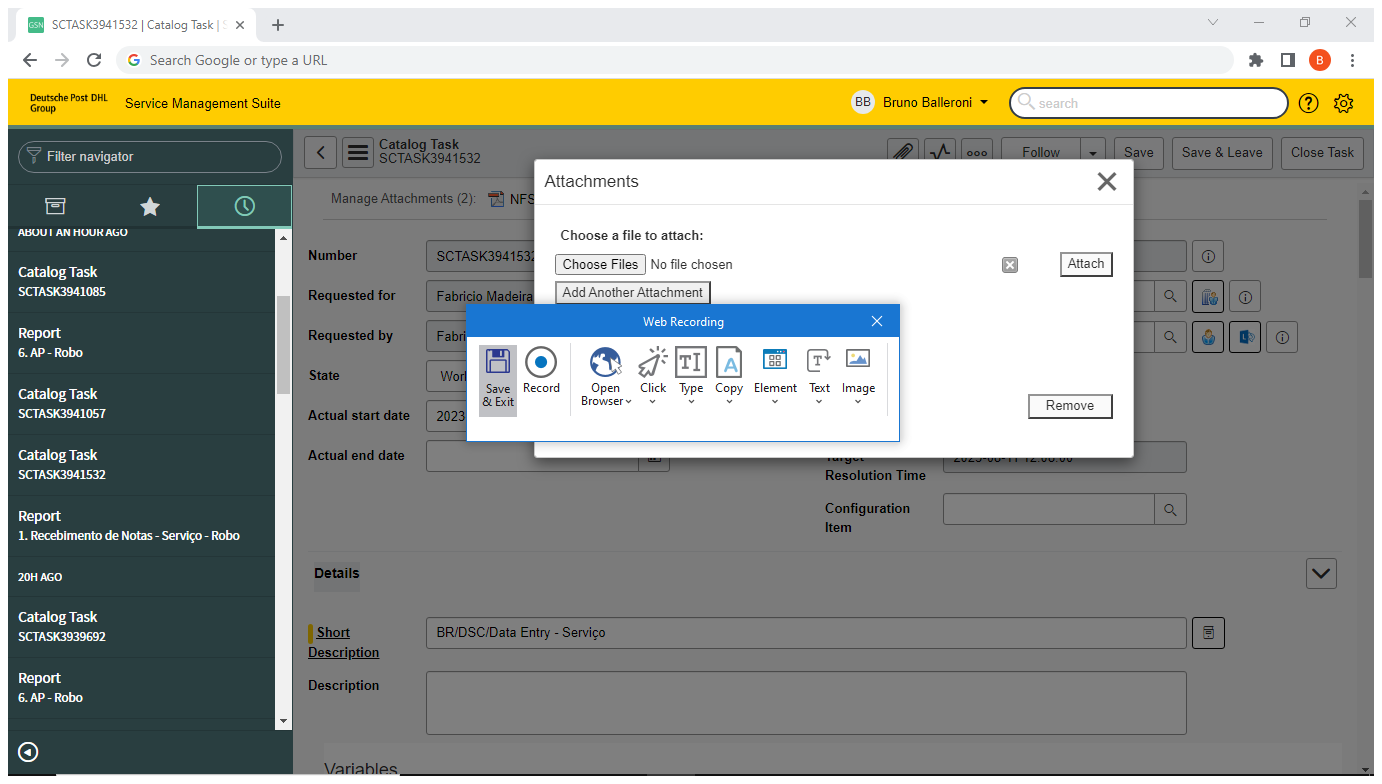 GSN
SCTASK3941532 | Catalog Task |
Search Google or type a URL
B
Deutsche Post DHL
Group
Service Management Suite
BB
Bruno Balleroni
search
Filter navigator
ABOUT AN HOUR AGO
Catalog Task
SCTASK3941085
Report
6. AP - Robo
Catalog Task
SCTASK3941057
Catalog Task
SCTASK3941532
Report
1. Recebimento de Notas - Serviço - Robo
20H AGO
Catalog Task
SCTASK3939692
Report
6. AP - Robo
Catalog Task
SCTASK3941532
Follow
Save
Save & Leave
Close Task
Manage Attachments (2):
NFS
Number
SCTASK3941532
Requested for
Fabricio Madeira
Requested by
Fabri
State
Work
Actual start date
2023
Actual end date
Attachments
Choose a file to attach:
Choose Files No file chosen
Attach
Add Another Attachment
Remove
Web Recording
Save
& Exit
Record
Open
Browser
Click
Type
Copy
Element
Text
Image
Target
Resolution Time
Configuration
Item
Details
Short
Description
BR/DSC/Data Entry - Serviço
Description
Variables